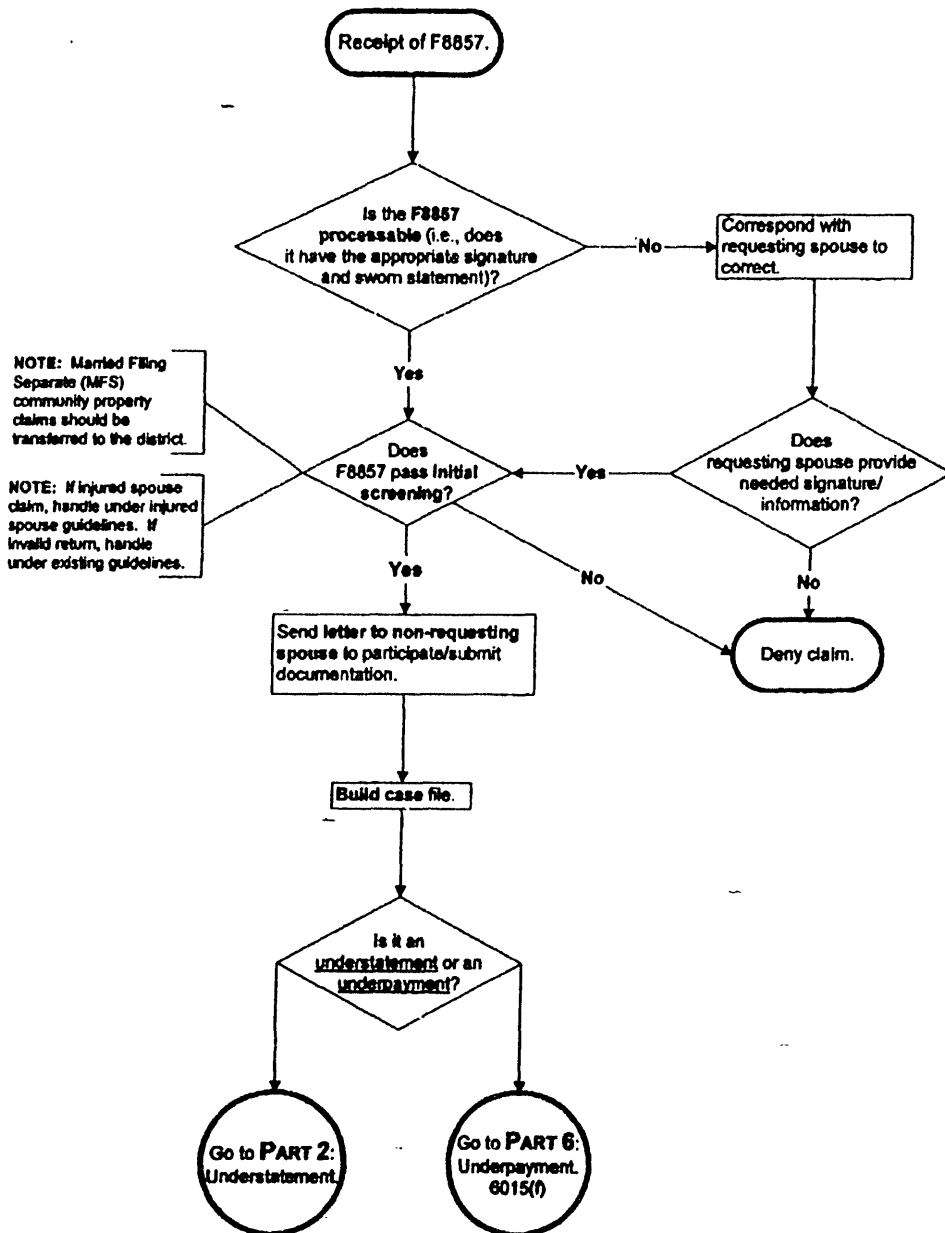 Receipt of F8857.
Is the F8857
processable (i.e., does
it have the appropriate signature
and sworn statement)?
No
Correspond with
requesting spouse to
correct.
Yes
NOTE: Married Filing
Separate (MFS)
community property
claims should be
transferred to the district.
Does
F8857 pass initial
screening?
Yes
Does
requesting spouse provide
needed signature/
information?
NOTE: If injured spouse
claim, handle under injured
spouse guidelines. If
invalid return, handle
under existing guidelines.
Yes
No
No
Send letter to non-requesting
spouse to participate/submit
documentation.
Deny claim.
Build case file.
Is it an
understatement or an
underpayment?
Go to PART 2:
Understatement.
Go to PART 6:
Underpayment.
6015(f)